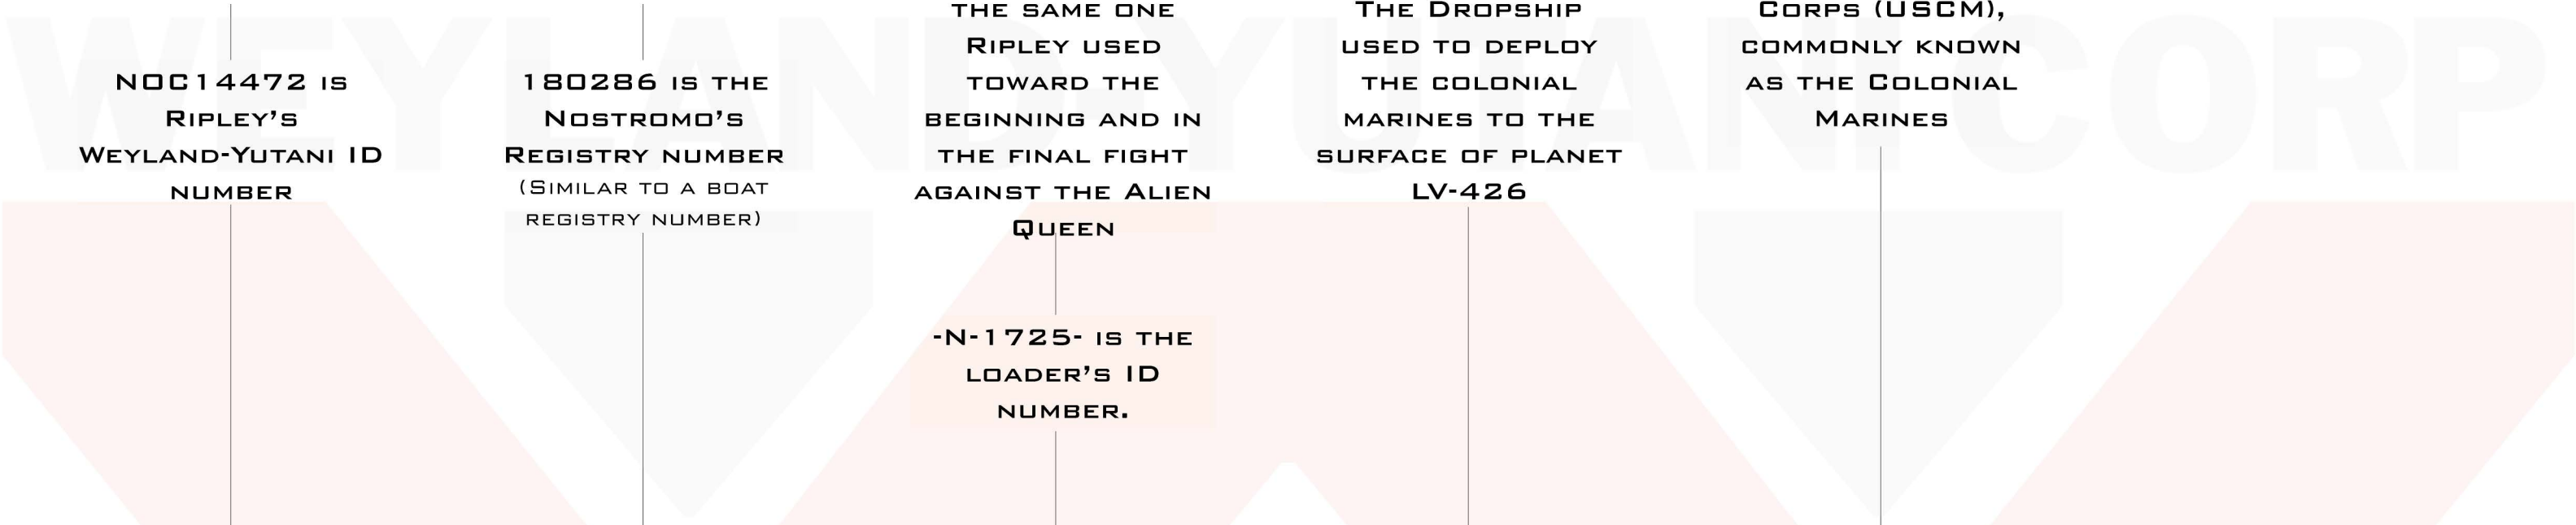 WEYLAND-YUTANI CORP
NOC14472 is
Ripley's
Weyland-Yutani ID
number
180286 is the
Nostromo's
Registry number
(Similar to a boat
registry number)
the same one
Ripley used
toward the
beginning and in
the final fight
against the Alien
Queen
-N-1725- is the
loader's ID
number.
The Dropship
used to deploy
the colonial
marines to the
surface of planet
LV-426
Corps (USCM),
commonly known
as the Colonial
Marines